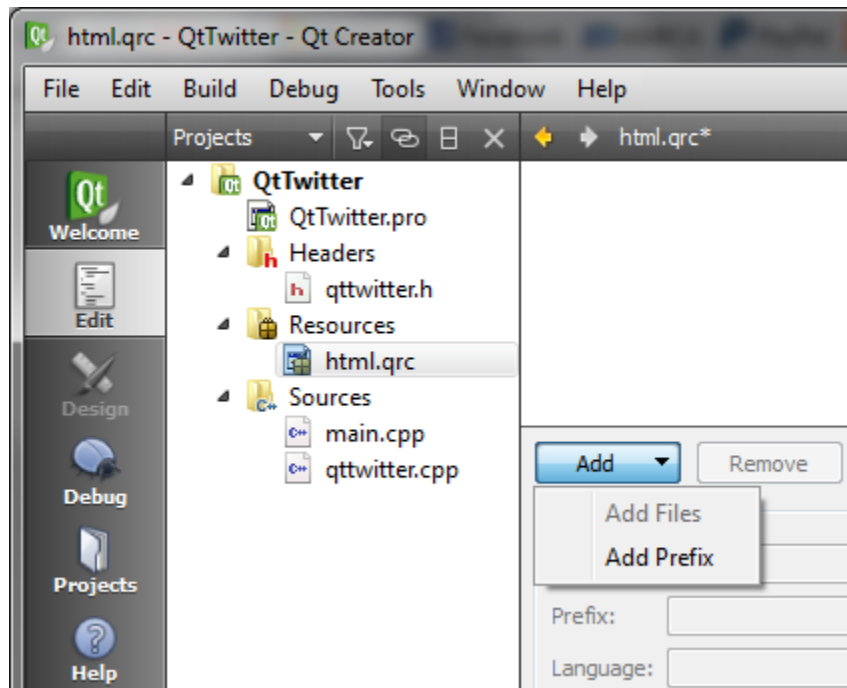 html.qrc - QtTwitter - Qt Creator
File Edit Build Debug Tools Window Help
Projects
html.qrc*
Qt
Welcome
Edit
Design
Debug
Projects
Help
QtTwitter
QtTwitter.pro
Headers
qttwitter.h
Resources
html.qrc
Sources
main.cpp
qttwitter.cpp
Add
Remove
Add Files
Add Prefix
Prefix:
Language: